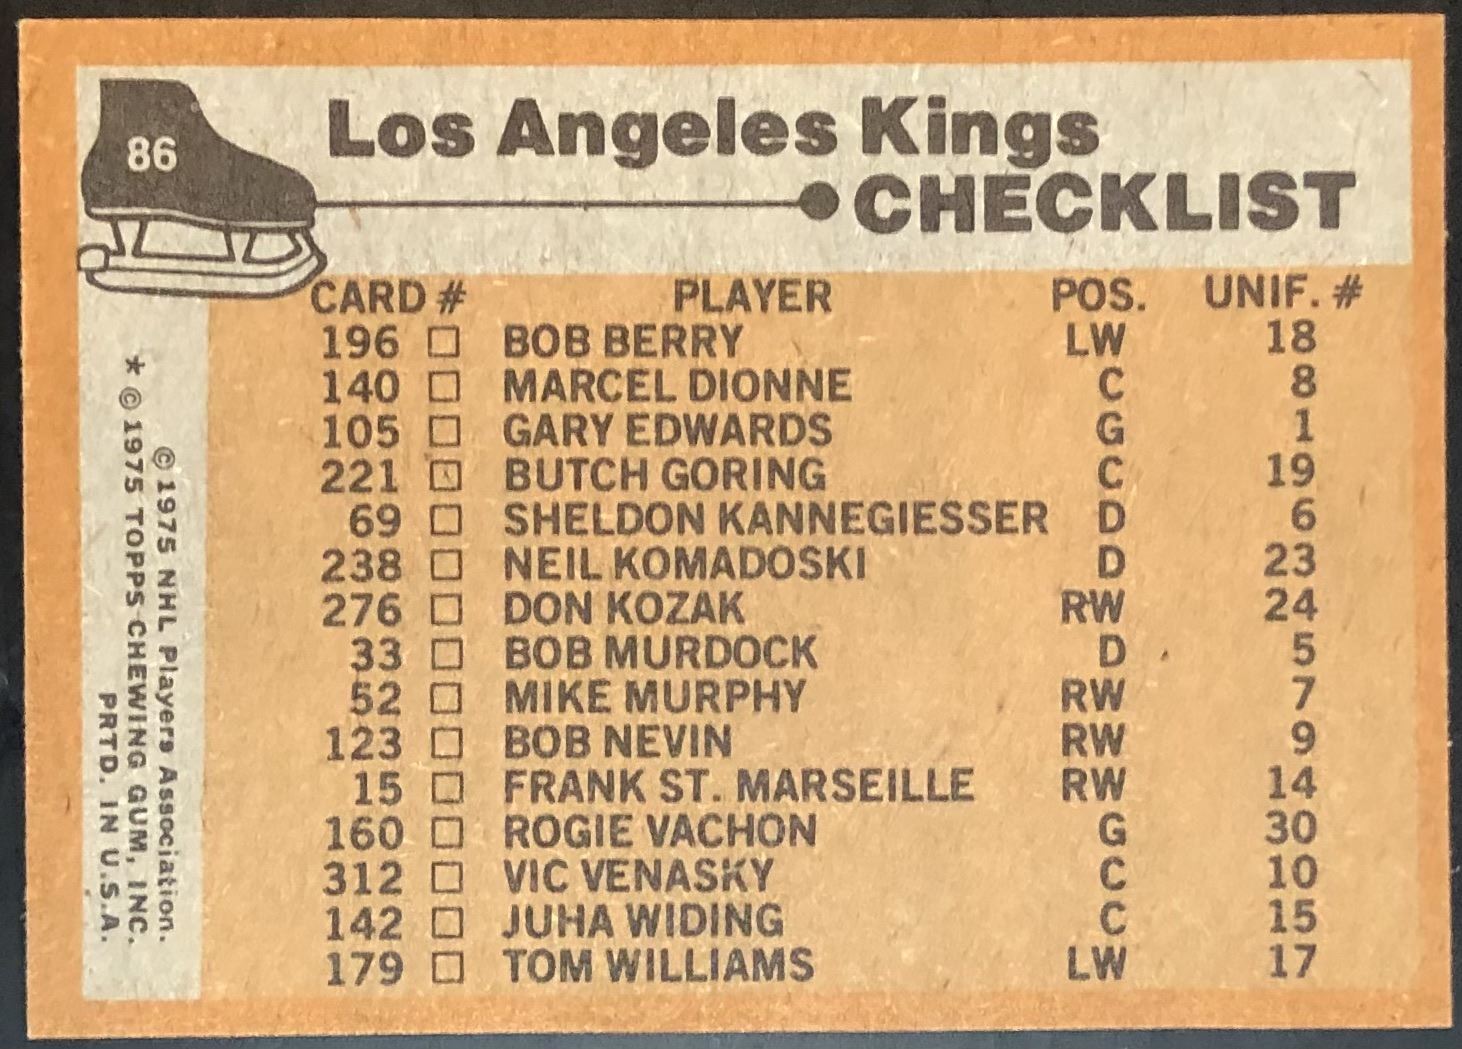 86
Los Angeles Kings
CHECKLIST
CARD # PLAYER POS. UNIF. #
196 BOB BERRY LW 18
140 MARCEL DIONNE C 8
105 GARY EDWARDS G 1
221 BUTCH GORING C 19
69 SHELDON KANNEGIESSER D 6
238 NEIL KOMADOSKI D 23
276 DON KOZAK RW 24
33 BOB MURDOCK D 5
52 MIKE MURPHY RW 7
123 BOB NEVIN RW 9
15 FRANK ST. MARSEILLE RW 14
160 ROGIE VACHON G 30
312 VIC VENASKY C 10
142 JUHA WIDING C 15
179 TOM WILLIAMS LW 17
© 1975 NHL Players Association.
* © 1975 TOPPS CHEWING GUM, INC.
PRTD. IN U.S.A.